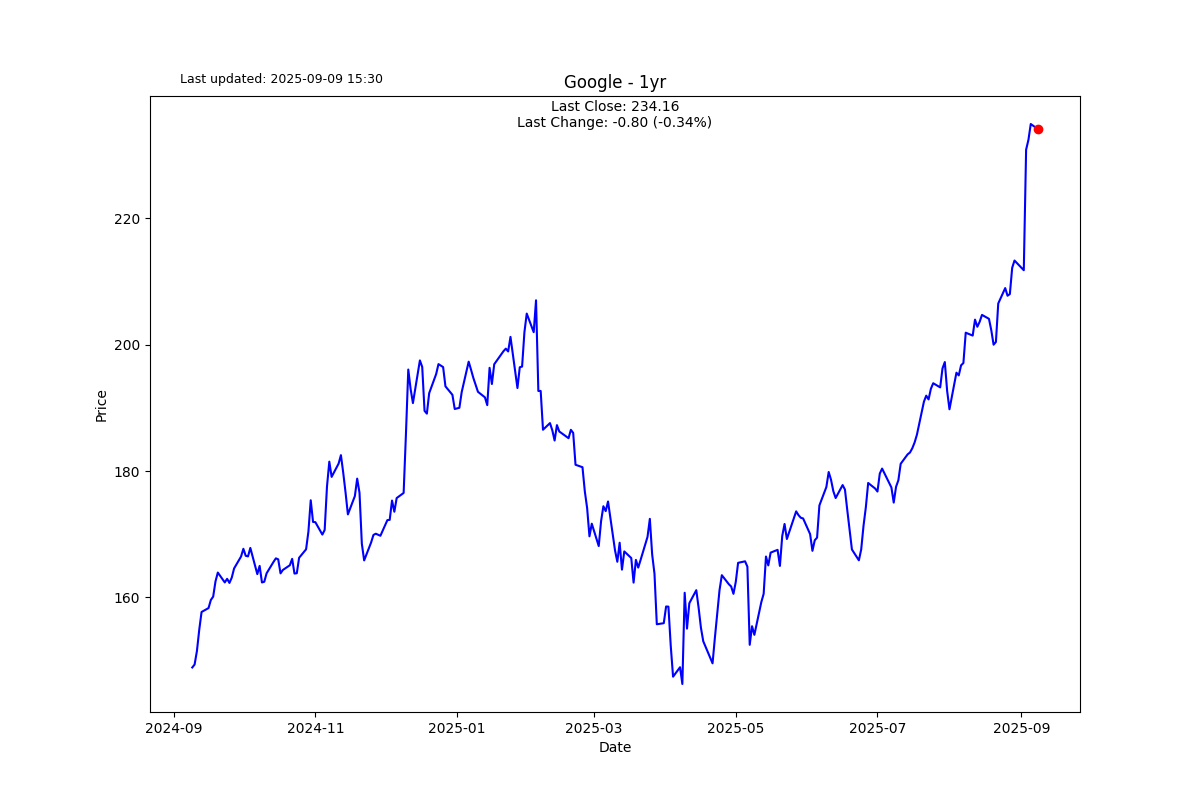 Last updated: 2025-09-09 15:30
Google - 1yr
Last Close: 234.16
Last Change: -0.80 (-0.34%)
Price
220
200
180
160
2024-09
2024-11
2025-01
2025-03
2025-05
2025-07
2025-09
Date